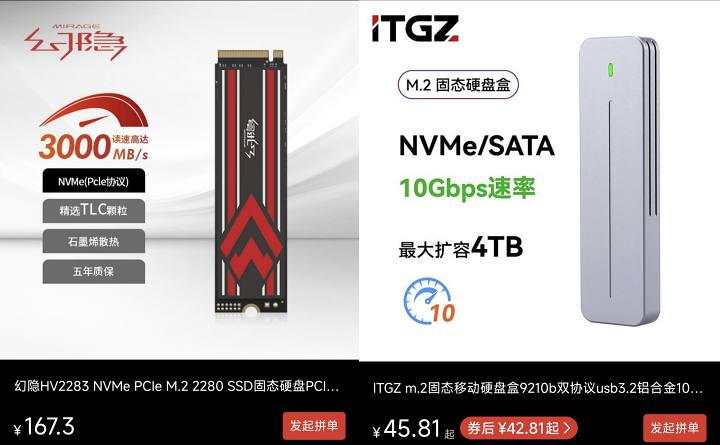 MIRAGE
幻隐
读速高达
3000 MB/s
NVMe(PcIe协议)
精选TLC颗粒
石墨烯散热
五年质保
幻隐
幻隐HV2283 NVMe PCIe M.2 2280 SSD固态硬盘PCI...
¥167.3
发起拼单
ITGZ
M.2 固态硬盘盒
NVMe/SATA
10Gbps速率
最大扩容4TB
10
ITGZ m.2固态移动硬盘盒9210b双协议usb3.2铝合金10...
¥45.81起
券后 ¥42.81起
发起拼单